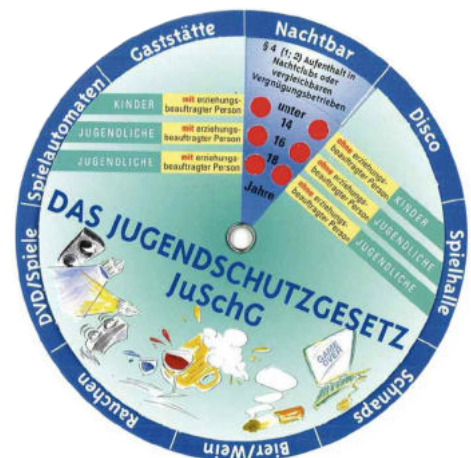 Nachtbar
Disco
Spielhalle
Schnaps
Bier/Wein
Rauchen
DVD/Spiele
Spielautomaten
Gaststätte
§ 4 (1; 2) Aufenthalt in
Nachtclubs oder
vergleichbaren
Vergnügungsbetrieben
unter
14
16
18
Jahre
KINDER
mit erziehungs-
beauftragter Person
JUGENDLICHE
mit erziehungs-
beauftragter Person
JUGENDLICHE
mit erziehungs-
beauftragter Person
ohne erziehungs-
beauftragter Person
KINDER
ohne erziehungs-
beauftragter Person
JUGENDLICHE
ohne erziehungs-
beauftragter Person
JUGENDLICHE
DAS JUGENDSCHUTZGESETZ
JuSchG
GAME
OVER